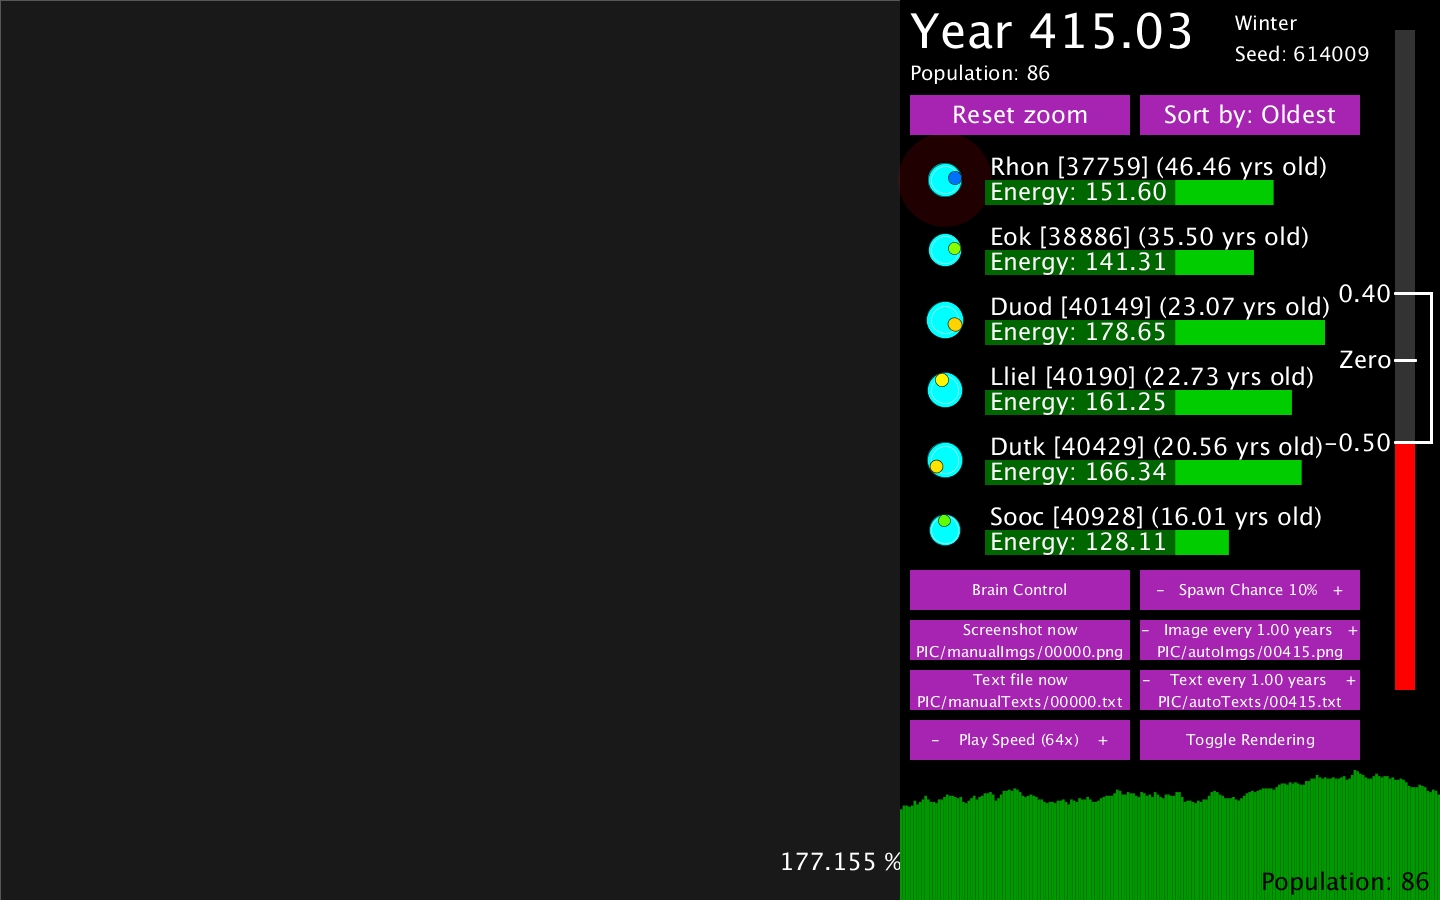 Year 415.03
Winter
Seed: 614009
Population: 86
Reset zoom
Sort by: Oldest
Rhon [37759] (46.46 yrs old)
Energy: 151.60
Eok [38886] (35.50 yrs old)
Energy: 141.31
Duod [40149] (23.07 yrs old)
Energy: 178.65
Lliel [40190] (22.73 yrs old)
Energy: 161.25
Dutk [40429] (20.56 yrs old)
Energy: 166.34
Sooc [40928] (16.01 yrs old)
Energy: 128.11
0.40
Zero
-0.50
Brain Control
- Spawn Chance 10% +
Screenshot now
PIC/manualImgs/00000.png
- Image every 1.00 years +
PIC/autoImgs/00415.png
Text file now
PIC/manualTexts/00000.txt
- Text every 1.00 years +
PIC/autoTexts/00415.txt
- Play Speed (64x) +
Toggle Rendering
177.155 %
Population: 86